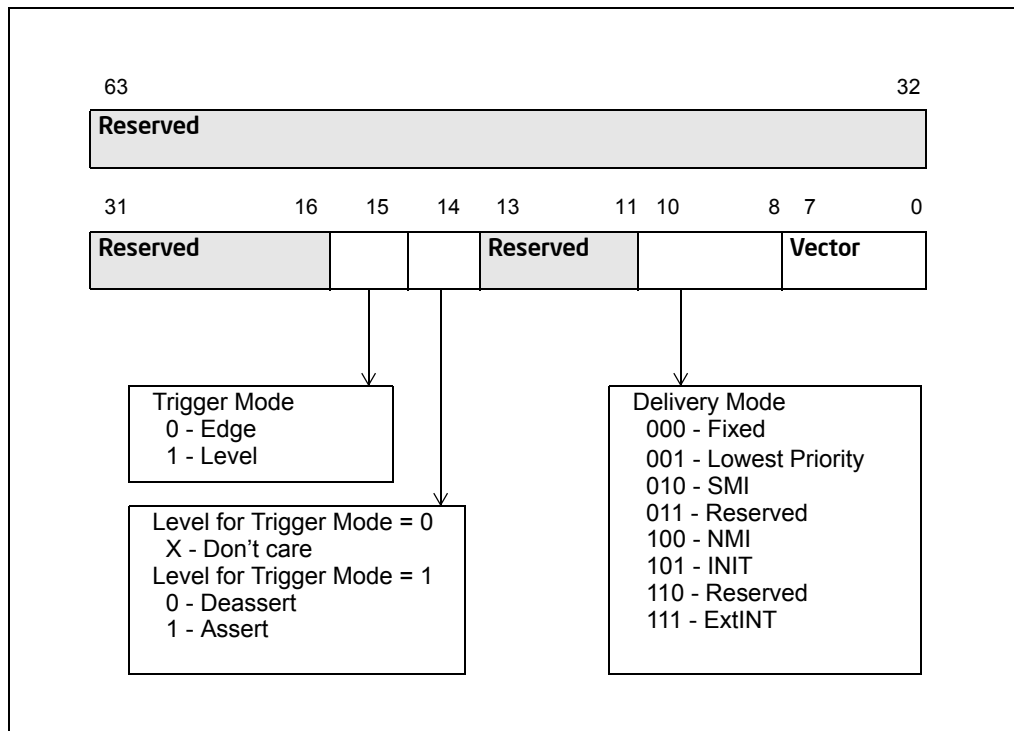 63 32
Reserved
31 16 15 14 13 11 10 8 7 0
Reserved Reserved Vector
Trigger Mode
0 - Edge
1 - Level
Level for Trigger Mode = 0
X - Don't care
Level for Trigger Mode = 1
0 - Deassert
1 - Assert
Delivery Mode
000 - Fixed
001 - Lowest Priority
010 - SMI
011 - Reserved
100 - NMI
101 - INIT
110 - Reserved
111 - ExtINT